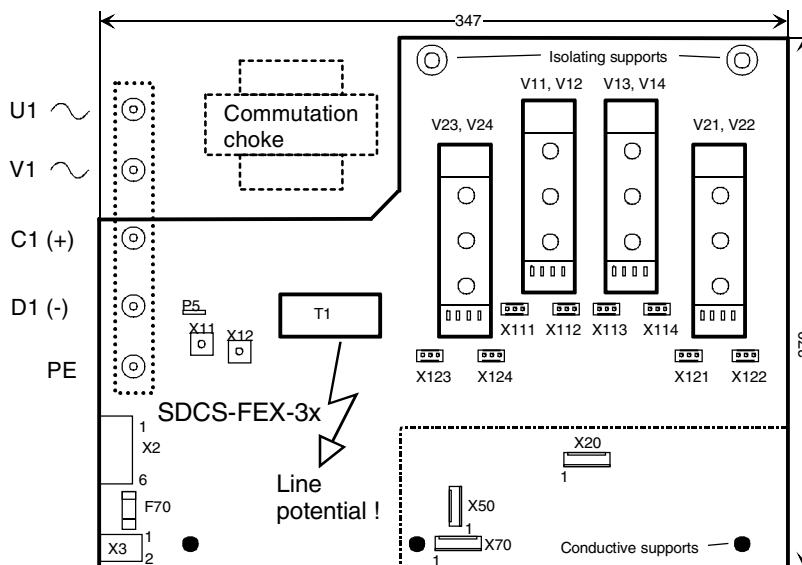 347
Isolating supports
U1
Commutation
choke
V11, V12
V13, V14
V23, V24
V21, V22
V1
C1 (+)
D1 (-)
P5
T1
X11
X12
X111
X112
X113
X114
PE
X123
X124
X121
X122
SDCS-FEX-3x
1
X2
6
X20
1
Line
potential !
F70
X50
1
X3
1
2
X70
1
Conductive supports